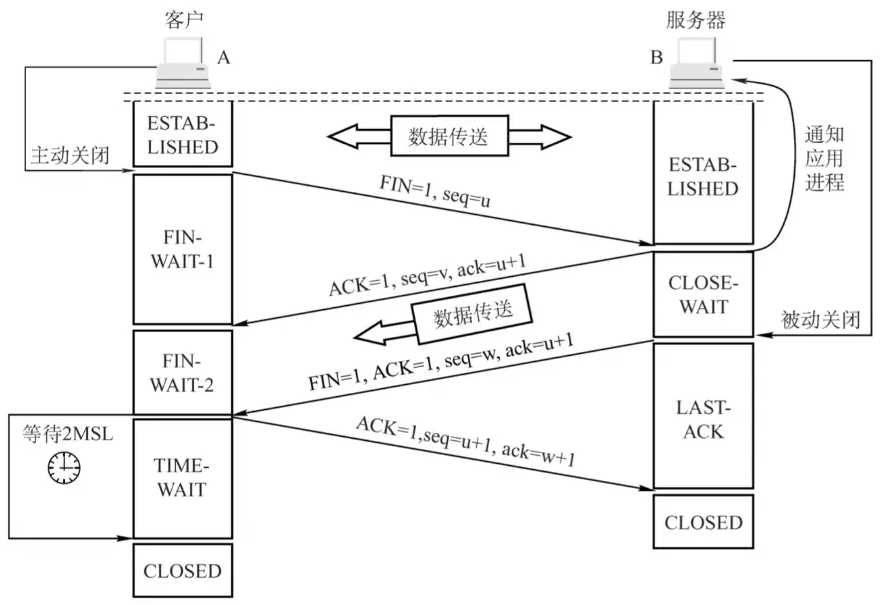 客户
服务器
A
B
ESTAB-
LISHED
数据传送
通知
应用
进程
主动关闭
ESTAB-
LISHED
FIN=1, seq=u
FIN-
WAIT-1
ACK=1, seq=v, ack=u+1
CLOSE-
WAIT
数据传送
被动关闭
FIN=1, ACK=1, seq=w, ack=u+1
FIN-
WAIT-2
LAST-
ACK
等待2MSL
ACK=1,seq=u+1, ack=w+1
TIME-
WAIT
CLOSED
CLOSED